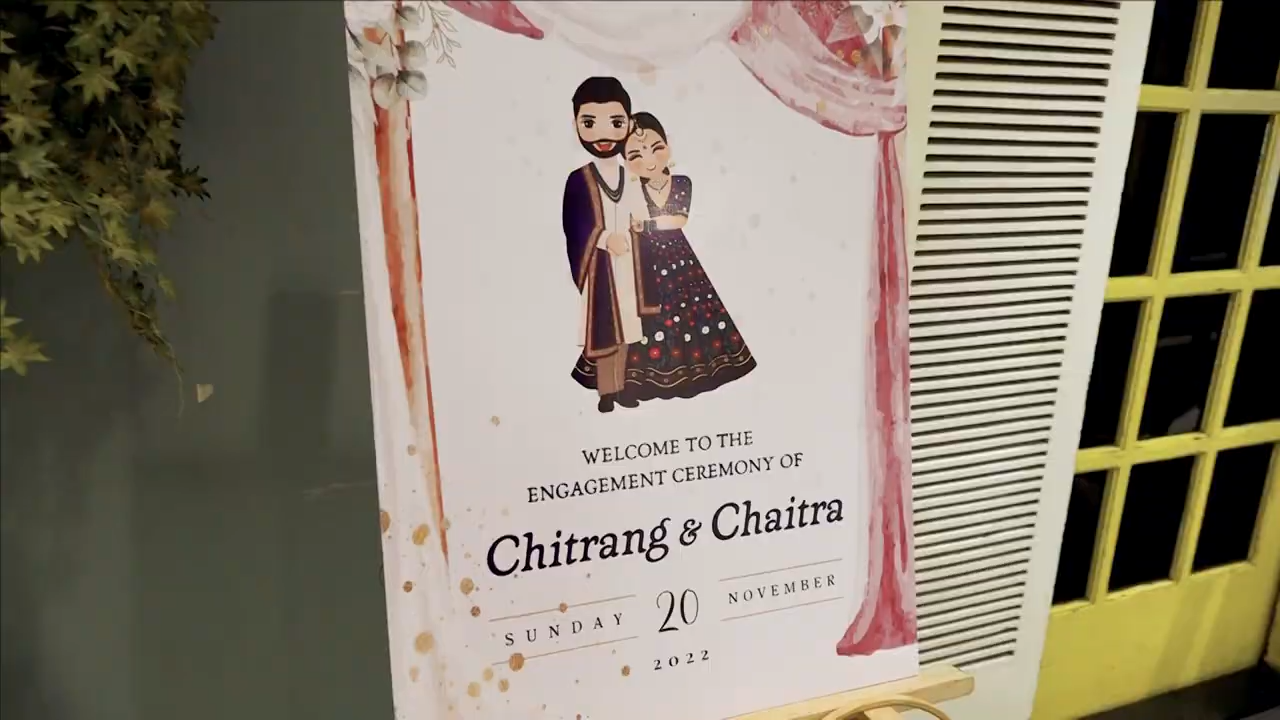 WELCOME TO THE
ENGAGEMENT CEREMONY OF
Chitrang & Chaitra
SUNDAY 20 NOVEMBER
2022